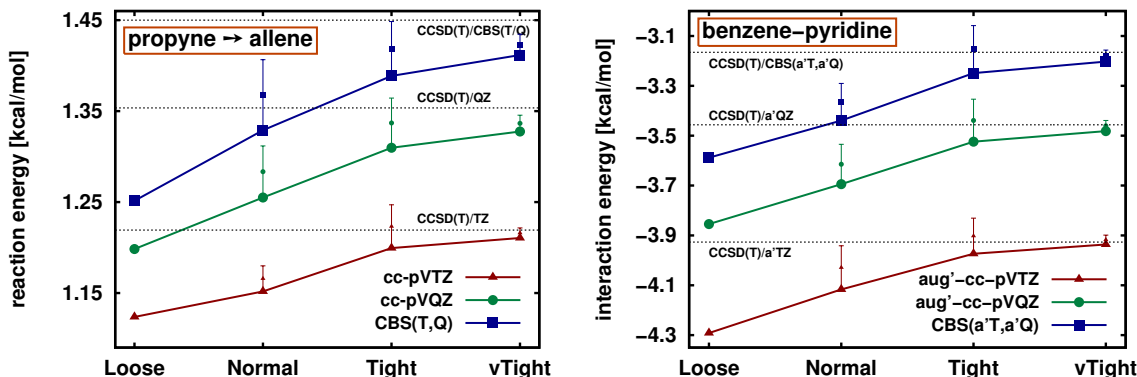 reaction energy [kcal/mol]
1.45
1.35
1.25
1.15
propyne → allene
CCSD(T)/CBS(T/Q)
CCSD(T)/QZ
CCSD(T)/TZ
cc-pVTZ
cc-pVQZ
CBS(T,Q)
Loose Normal Tight vTight
interaction energy [kcal/mol]
−3.1
−3.3
−3.5
−3.7
−3.9
−4.1
−4.3
benzene−pyridine
CCSD(T)/CBS(a'T,a'Q)
CCSD(T)/a'QZ
CCSD(T)/a'TZ
aug'−cc−pVTZ
aug'−cc−pVQZ
CBS(a'T,a'Q)
Loose Normal Tight vTight